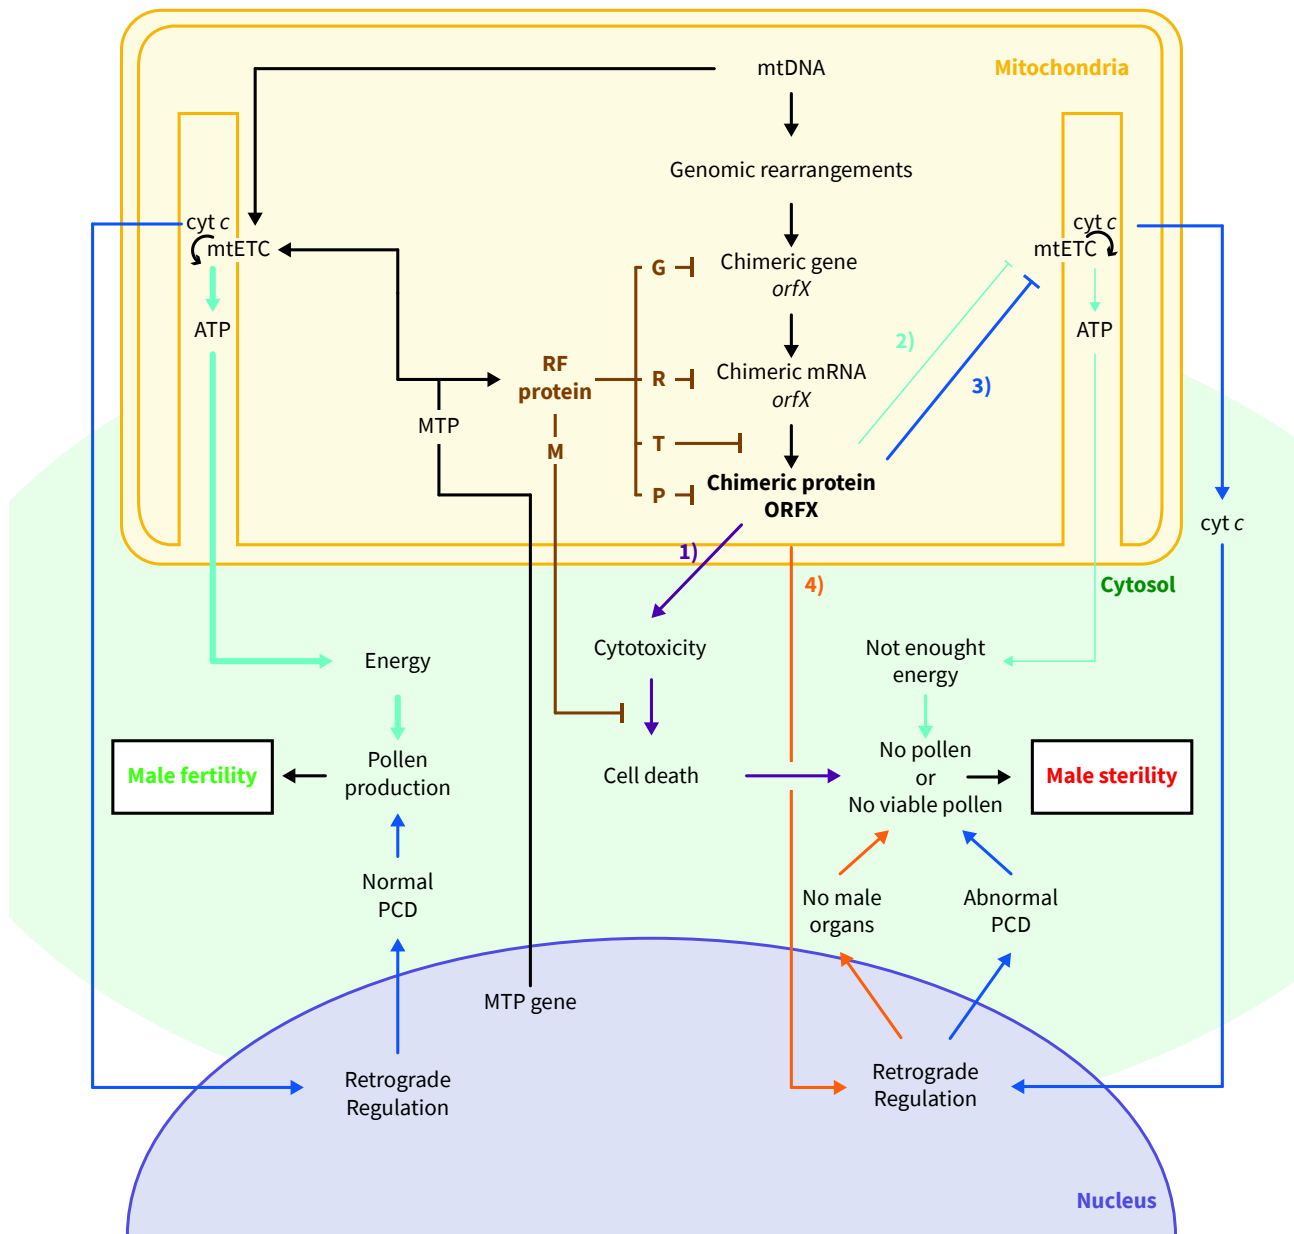 mtDNA
Mitochondria
Genomic rearrangements
cyt c
mtETC
ATP
Chimeric gene
orfX
cyt c
mtETC
ATP
G
R
T
P
RF
protein
M
MTP
Chimeric mRNA
orfX
2)
3)
Chimeric protein
ORFX
cyt c
1)
4)
Cytosol
Cytotoxicity
Energy
Not enought
energy
Male fertility
Pollen
production
Cell death
No pollen
or
No viable pollen
Male sterility
Normal
PCD
No male
organs
Abnormal
PCD
MTP gene
Retrograde
Regulation
Retrograde
Regulation
Nucleus